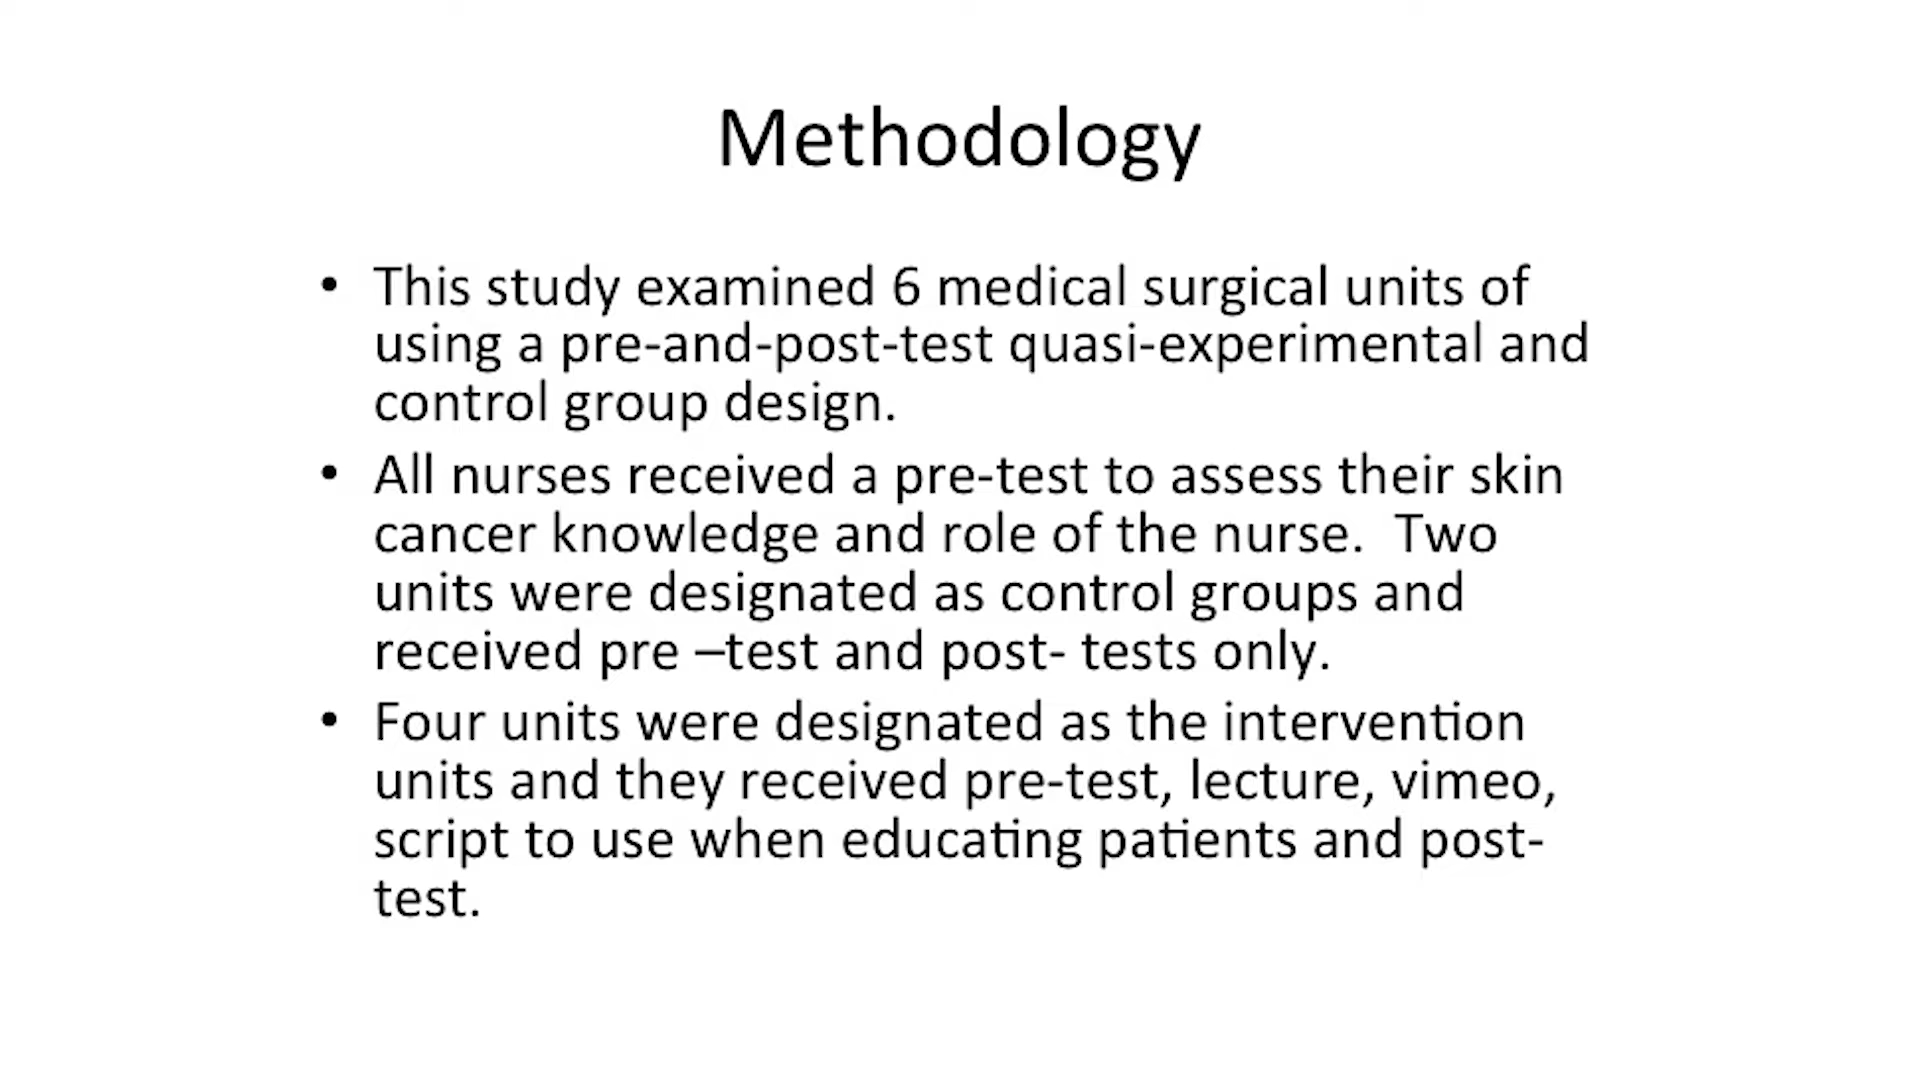 Methodology
• This study examined 6 medical surgical units of
using a pre-and-post-test quasi-experimental and
control group design.
• All nurses received a pre-test to assess their skin
cancer knowledge and role of the nurse.  Two
units were designated as control groups and
received pre –test and post- tests only.
• Four units were designated as the intervention
units and they received pre-test, lecture, vimeo,
script to use when educating patients and post-
test.